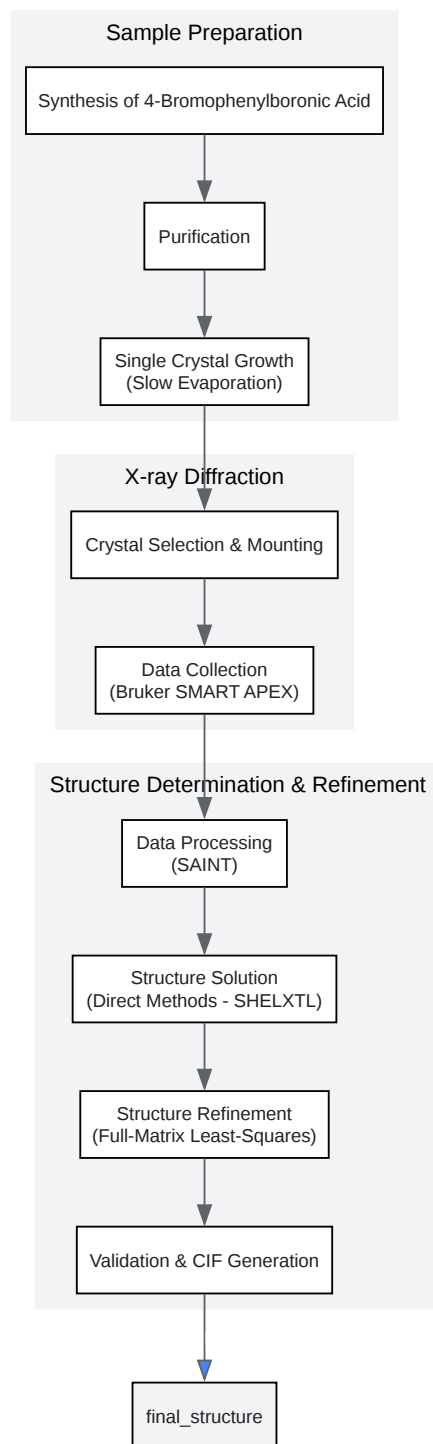 Sample Preparation
Synthesis of 4-Bromophenylboronic Acid
Purification
Single Crystal Growth
(Slow Evaporation)
X-ray Diffraction
Crystal Selection & Mounting
Data Collection
(Bruker SMART APEX)
Structure Determination & Refinement
Data Processing
(SAINT)
Structure Solution
(Direct Methods - SHELXTL)
Structure Refinement
(Full-Matrix Least-Squares)
Validation & CIF Generation
final_structure